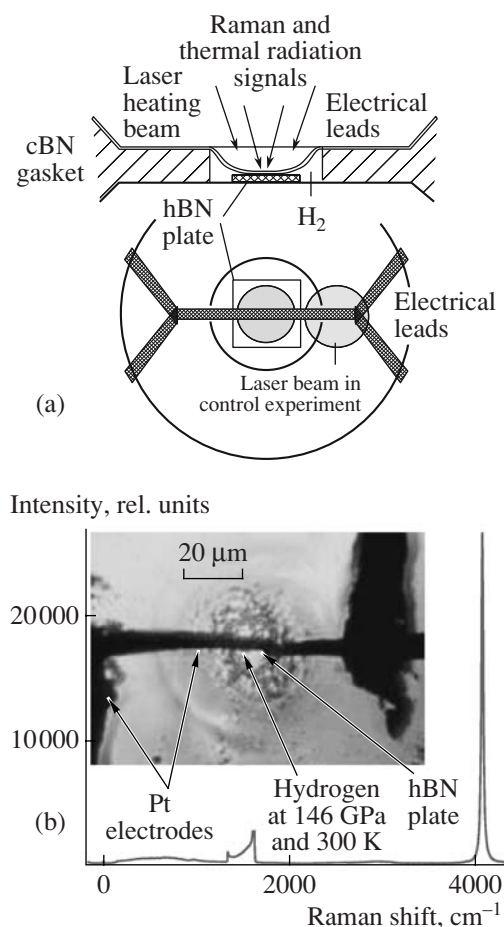 Raman and
thermal radiation
signals
Laser
heating
beam
Electrical
leads
cBN
gasket
hBN
plate
H₂
Electrical
leads
Laser beam in
control experiment
(a)
Intensity, rel. units
20 μm
20000
10000
Pt
electrodes
Hydrogen
at 146 GPa
and 300 K
hBN
plate
(b)
0
2000
4000
Raman shift, cm⁻¹